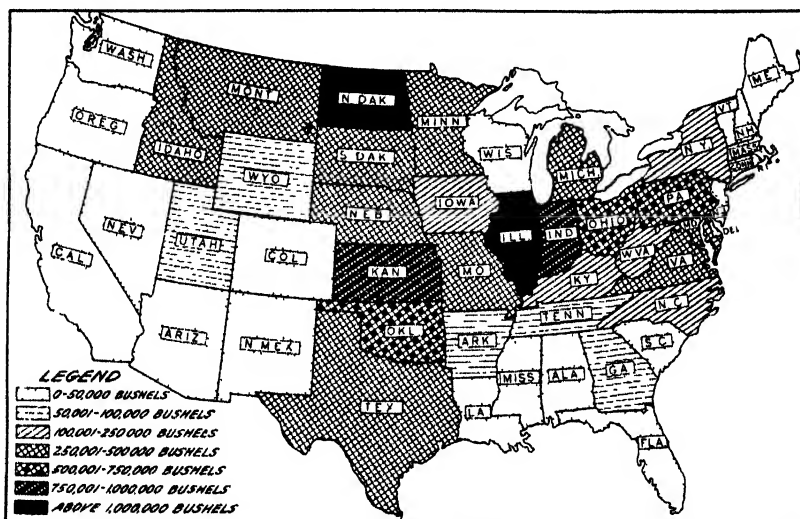 WASH
ME.
MONT
N. DAK
MINN
VT.
N.H.
OREG
IDAHO
S. DAK
WIS.
MICH.
N.Y.
MASS
CONN
WYO
IOWA
PA.
NEB
OHIO
NEV
UTAH
COL
ILL.
IND
MD
DEL
W.VA
VA.
CAL
KAN
MO
KY
N.C.
TENN
ARIZ
N.MEX
OKL
ARK
S.C.
MISS
ALA
GA
TEX
LA
FLA
LEGEND
0-50,000 BUSHELS
50,001-100,000 BUSHELS
100,001-250,000 BUSHELS
250,001-500,000 BUSHELS
500,001-750,000 BUSHELS
750,001-1,000,000 BUSHELS
ABOVE 1,000,000 BUSHELS